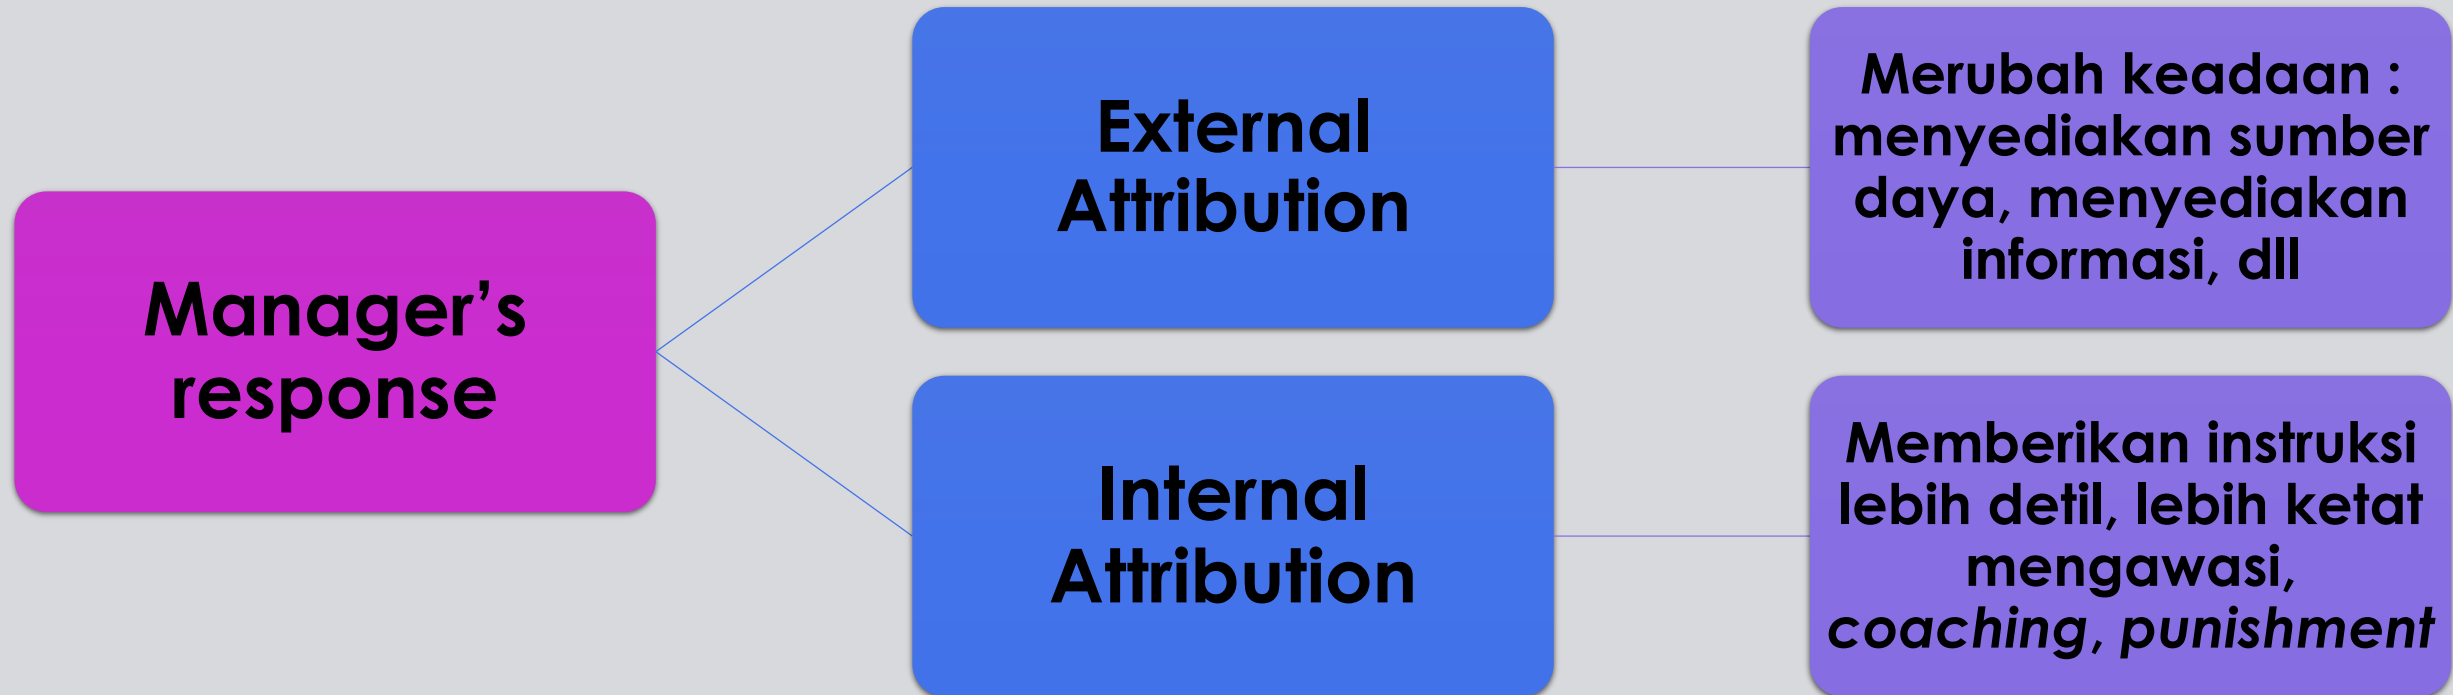 Manager’s
response
External
Attribution
Merubah keadaan :
menyediakan sumber
daya, menyediakan
informasi, dll
Internal
Attribution
Memberikan instruksi
lebih detil, lebih ketat
mengawasi,
coaching, punishment